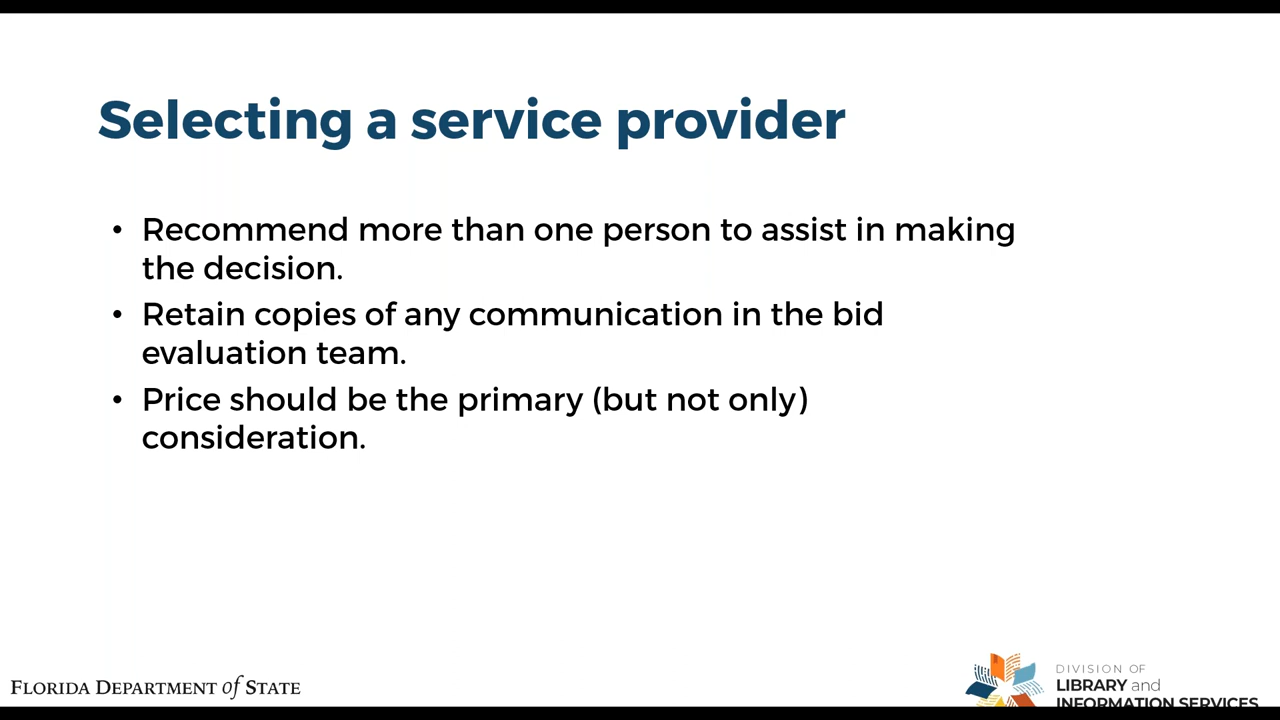 Selecting a service provider
• Recommend more than one person to assist in making
the decision.
• Retain copies of any communication in the bid
evaluation team.
• Price should be the primary (but not only)
consideration.
FLORIDA DEPARTMENT of STATE
DIVISION OF
LIBRARY and
INFORMATION SERVICES